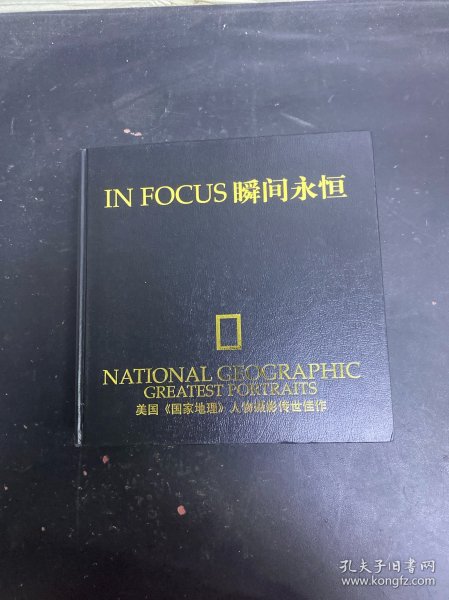 IN FOCUS 瞬间永恒
NATIONAL GEOGRAPHIC
GREATEST PORTRAITS
美国《国家地理》人物摄影传世佳作
孔夫子旧书网
www.kongfz.com